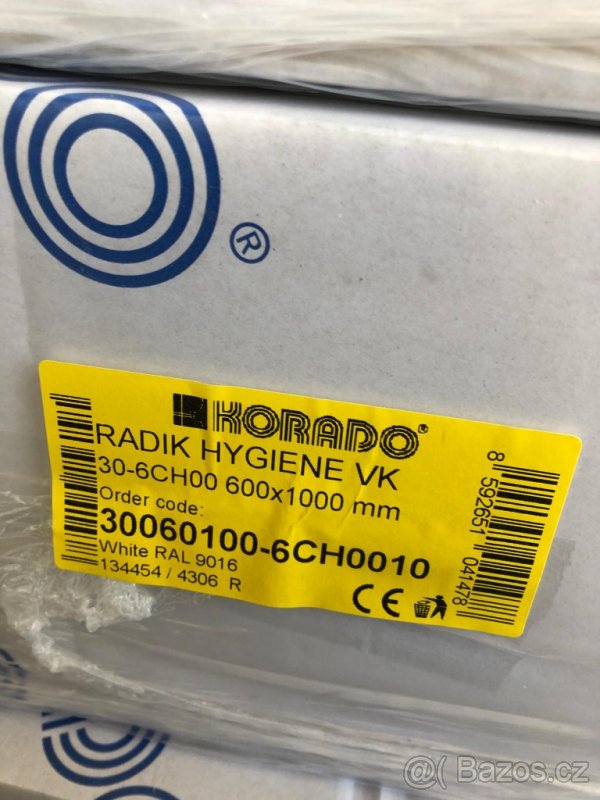 ®
KORADO®
RADIK HYGIENE VK
30-6CH00 600x1000 mm
Order code:
30060100-6CH0010
White RAL 9016
134454 / 4306 R
CE
8 592651 041478
@( Bazos.cz